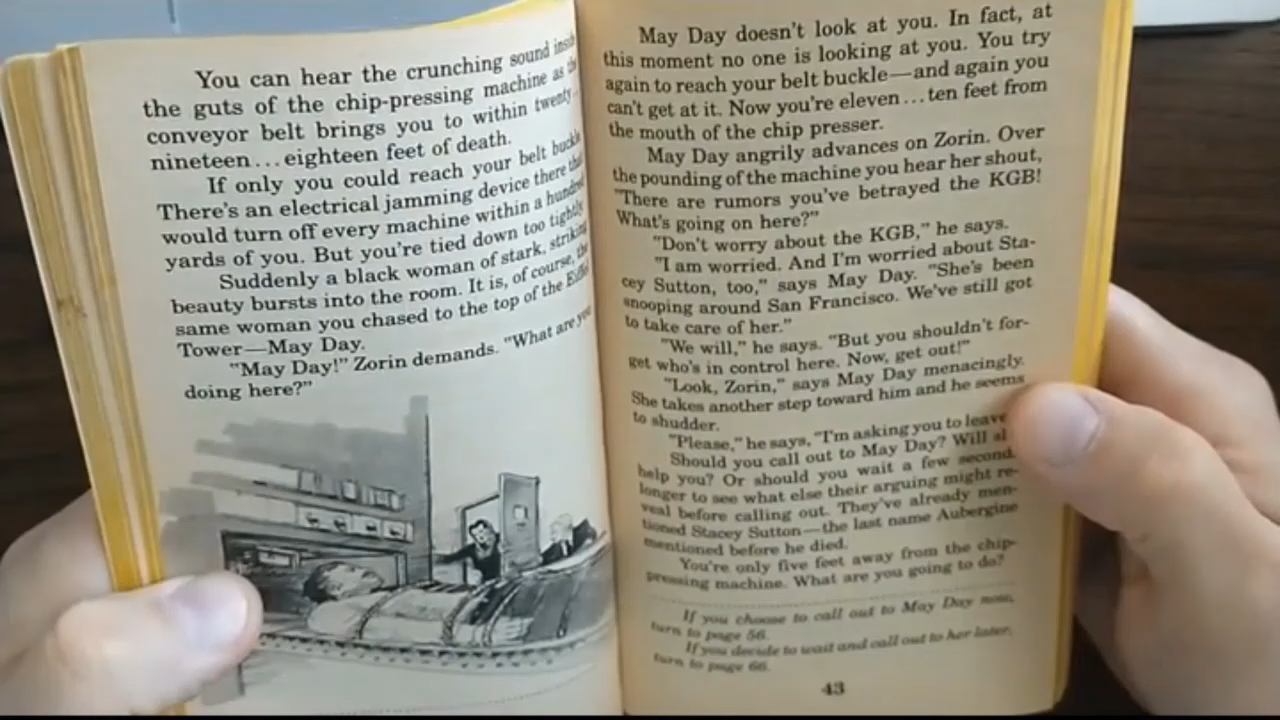 You can hear the crunching sound inside
the guts of the chip-pressing machine as the
conveyor belt brings you to within twenty...
nineteen...eighteen feet of death.
If only you could reach your belt buckle
There's an electrical jamming device there that
would turn off every machine within a hundred
yards of you. But you're tied down too tightly
Suddenly a black woman of stark, striking
beauty bursts into the room. It is, of course, the
same woman you chased to the top of the Eiffel
Tower—May Day.
"May Day!" Zorin demands. "What are you
doing here?"
May Day doesn't look at you. In fact, at
this moment no one is looking at you. You try
again to reach your belt buckle—and again you
can't get at it. Now you're eleven...ten feet from
the mouth of the chip presser.
May Day angrily advances on Zorin. Over
the pounding of the machine you hear her shout,
"There are rumors you've betrayed the KGB!
What's going on here?"
"Don't worry about the KGB," he says.
"I am worried. And I'm worried about Sta-
cey Sutton, too," says May Day. "She's been
snooping around San Francisco. We've still got
to take care of her."
"We will," he says. "But you shouldn't for-
get who's in control here. Now, get out!"
"Look, Zorin," says May Day menacingly.
She takes another step toward him and he seems
to shudder.
"Please," he says, "I'm asking you to leave
Should you call out to May Day? Will
help you? Or should you wait a few seconds
longer to see what else their arguing might re-
veal before calling out. They've already men-
tioned Stacey Sutton—the last name Aubergine
mentioned before he died.
You're only five feet away from the chip-
pressing machine. What are you going to do?
If you choose to call out to May Day now,
turn to page 56.
If you decide to wait and call out to her later,
turn to page 66.
43